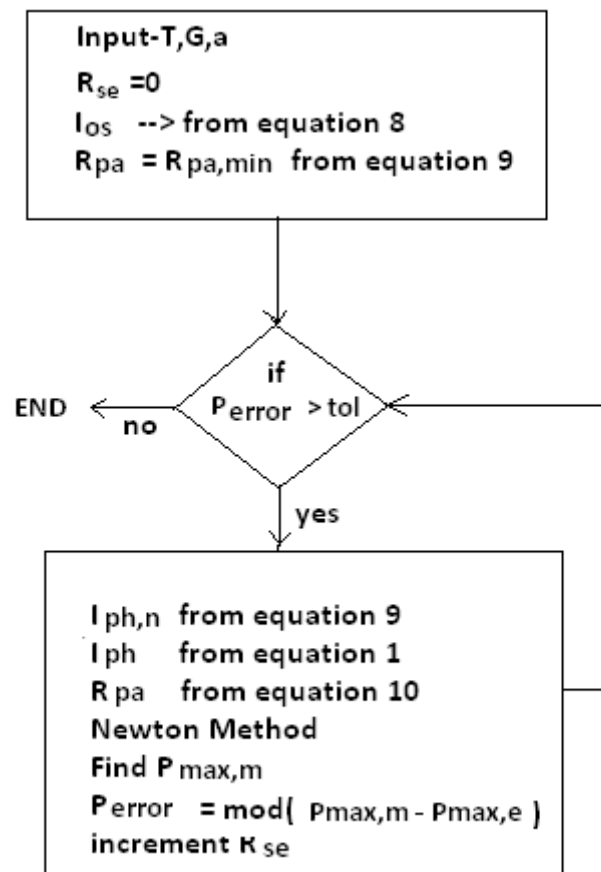 Input-T,G,a
Rse =0
Ios --> from equation 8
Rpa = Rpa,min from equation 9
if
Perror > tol
END
no
yes
Iph,n from equation 9
Iph from equation 1
Rpa from equation 10
Newton Method
Find Pmax,m
Perror = mod( Pmax,m - Pmax,e )
increment Rse